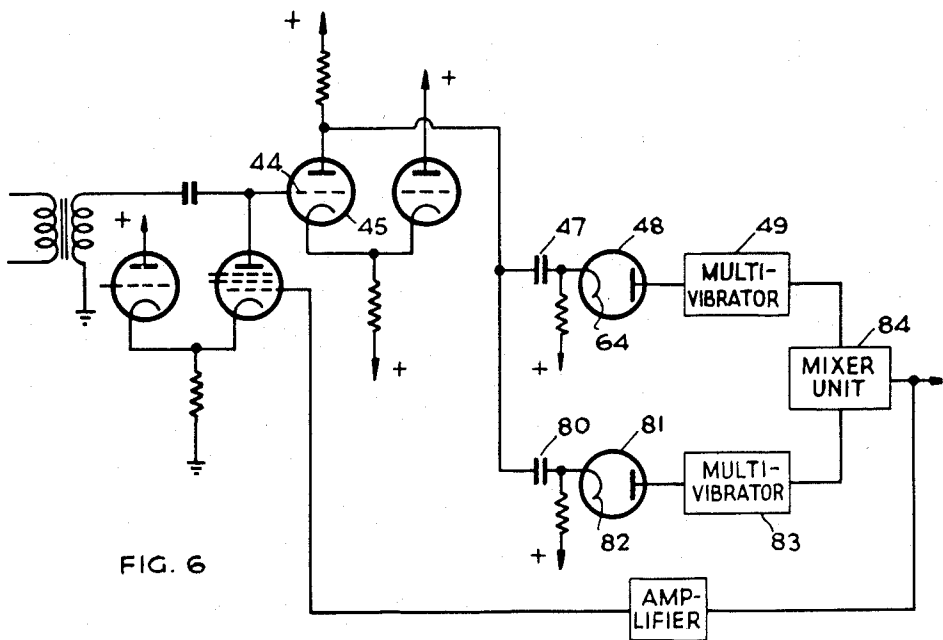 +
+
44
45
+
+
47
48
49
MULTI-
VIBRATOR
64
+
84
MIXER
UNIT
80
81
MULTI-
VIBRATOR
82
83
+
FIG. 6
AMP-
LIFIER